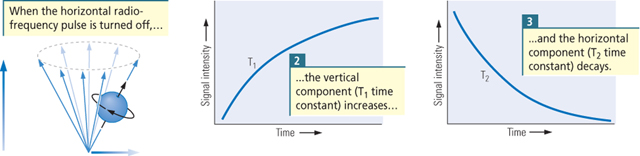 When the horizontal radio-
frequency pulse is turned off,...
Signal intensity
T1
2
...the vertical
component (T1 time
constant) increases...
Time
Signal intensity
T2
3
...and the horizontal
component (T2 time
constant) decays.
Time